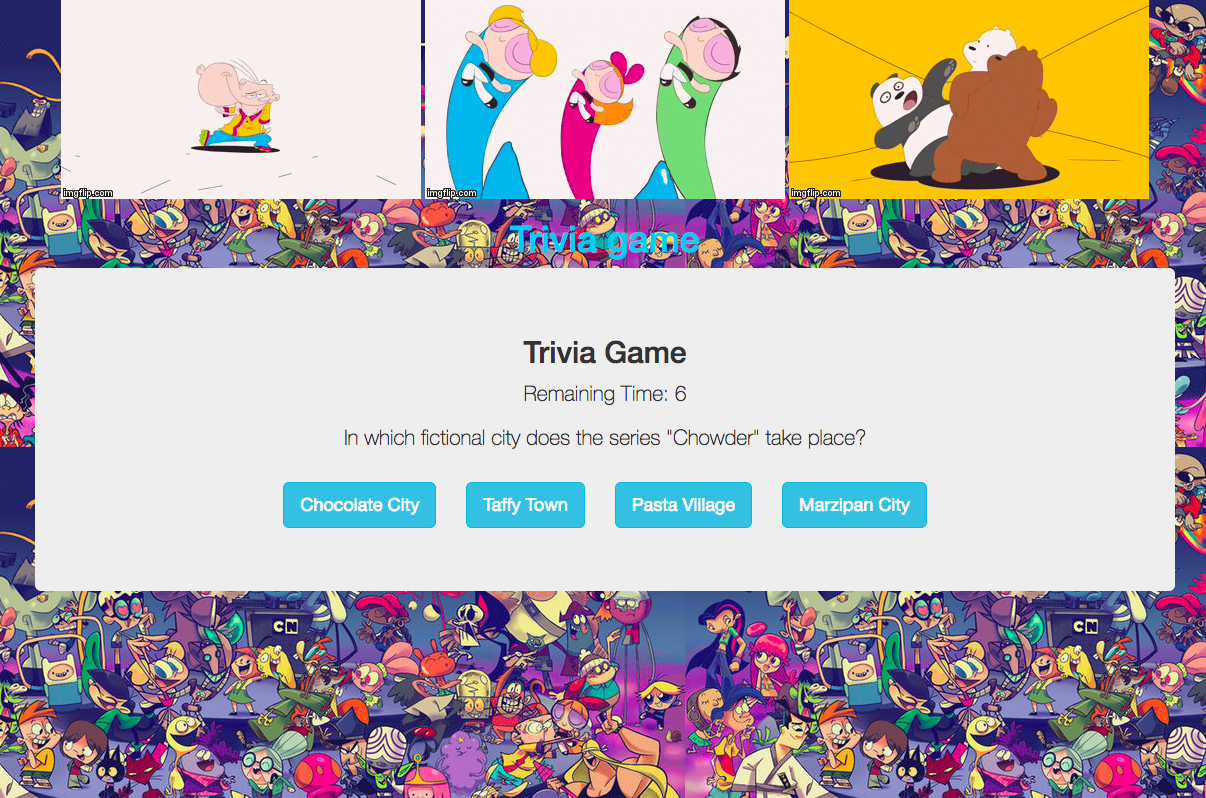 imgflip.com
imgflip.com
imgflip.com
Trivia game
Trivia Game
Remaining Time: 6
In which fictional city does the series "Chowder" take place?
Chocolate City
Taffy Town
Pasta Village
Marzipan City
CN
CN